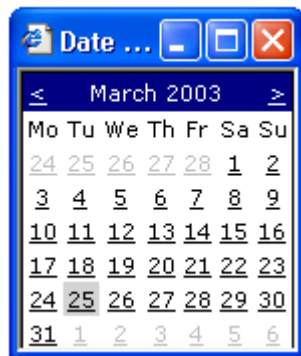 Date ...
< March 2003 >
Mo Tu We Th Fr Sa Su
24 25 26 27 28 1 2
3 4 5 6 7 8 9
10 11 12 13 14 15 16
17 18 19 20 21 22 23
24 25 26 27 28 29 30
31 1 2 3 4 5 6